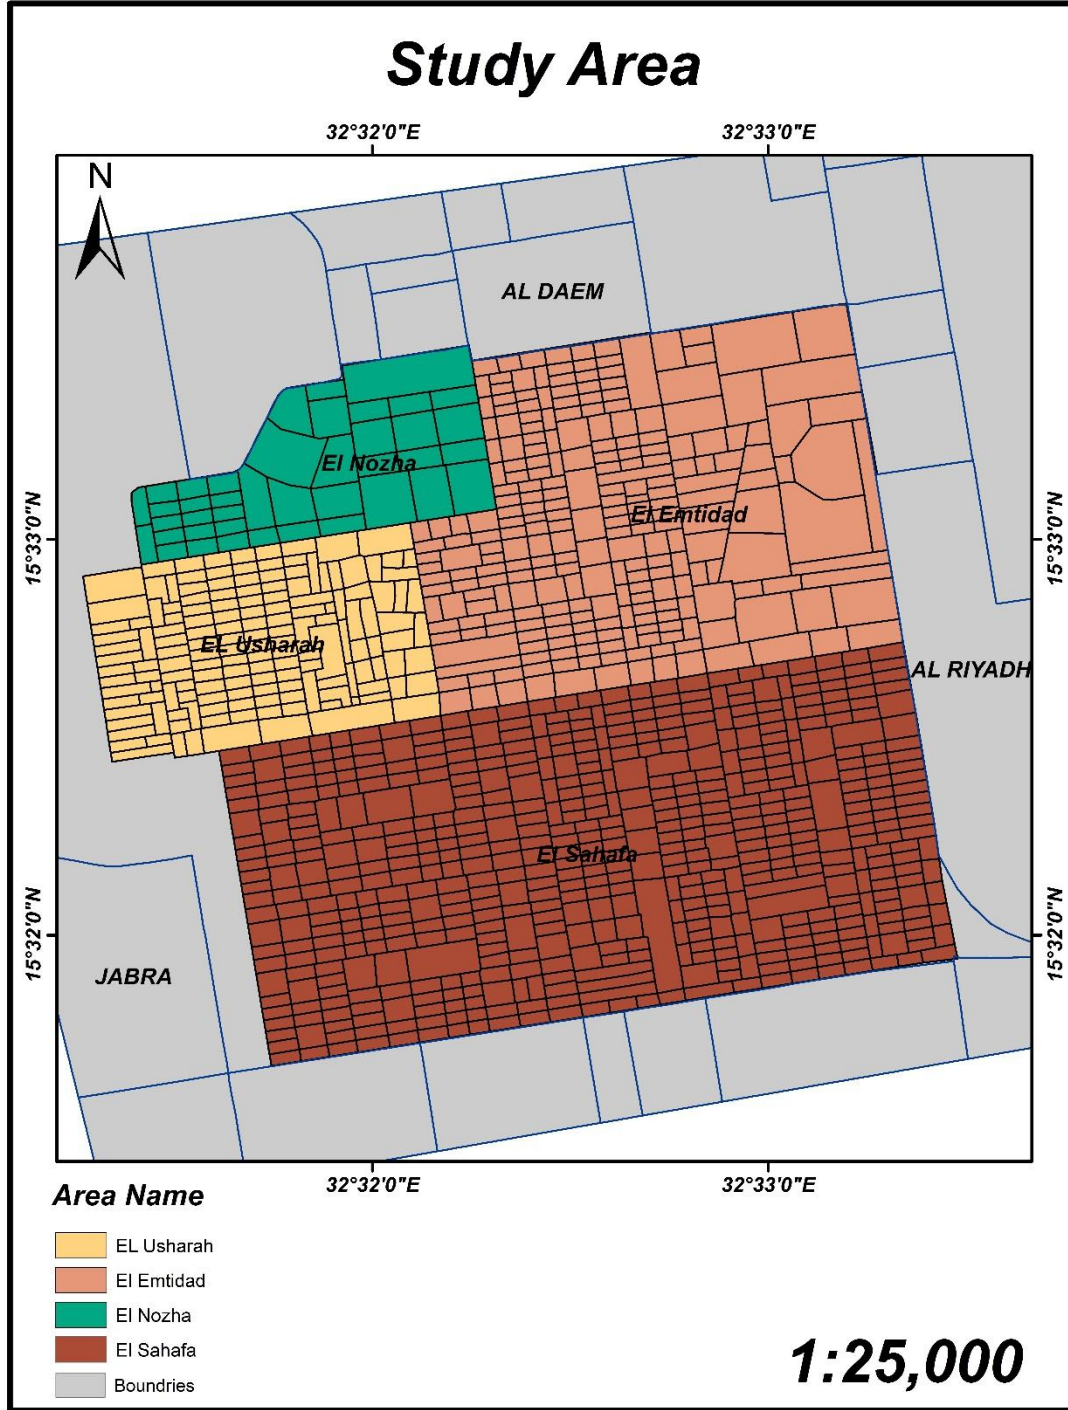 Study Area
32°32'0"E
32°33'0"E
N
AL DAEM
El Nozha
El Emtidad
15°33'0"N
15°33'0"N
EL Usharah
AL RIYADH
El Sahafa
15°32'0"N
15°32'0"N
JABRA
32°32'0"E
32°33'0"E
Area Name
EL Usharah
El Emtidad
El Nozha
El Sahafa
Boundries
1:25,000